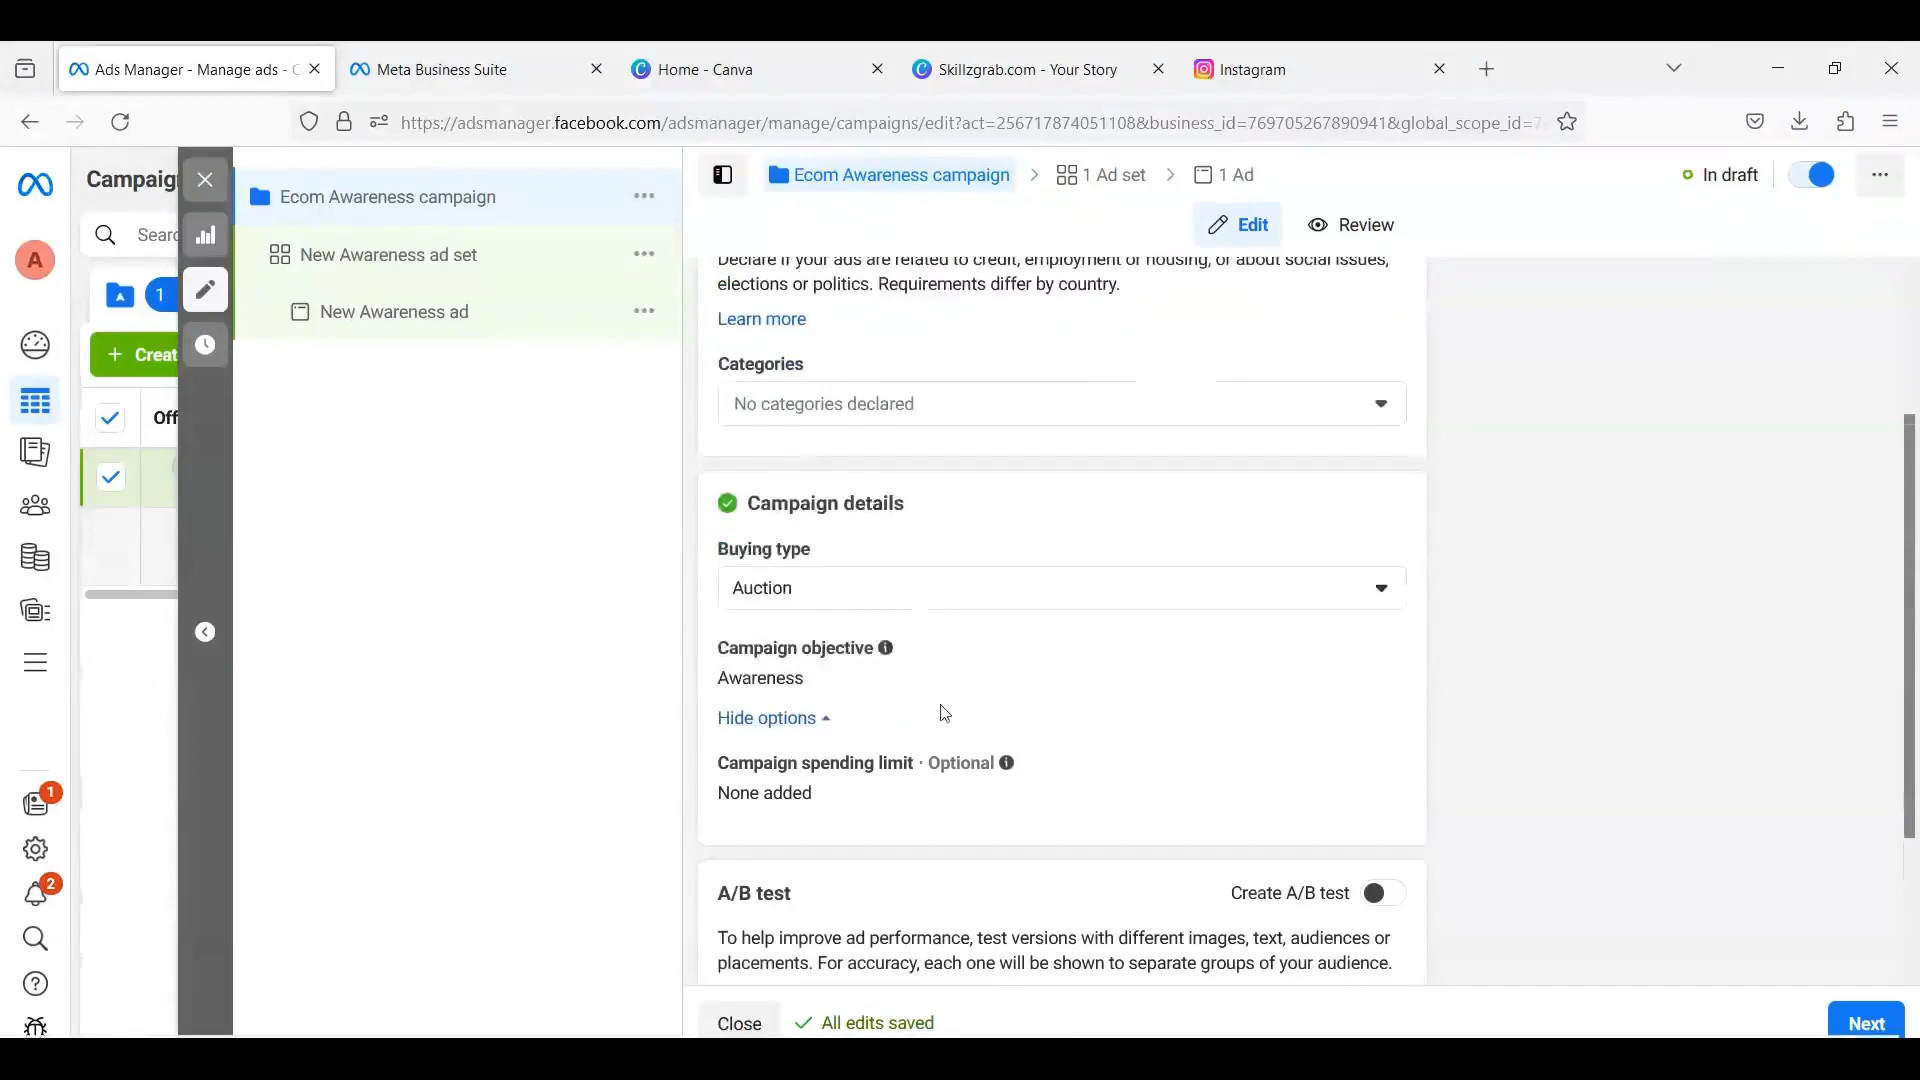 Ads Manager - Manage ads - C
Meta Business Suite
Home - Canva
Skillzgrab.com - Your Story
Instagram
https://adsmanager.facebook.com/adsmanager/manage/campaigns/edit?act=256717874051108&business_id=769705267890941&global_scope_id=7
Campaig
Ecom Awareness campaign
Ecom Awareness campaign
1 Ad set
1 Ad
In draft
Sear
Edit
Review
A
New Awareness ad set
Declare if your ads are related to credit, employment or housing, or about social issues,
elections or politics. Requirements differ by country.
1
New Awareness ad
Learn more
Creat
Categories
No categories declared
Off
Campaign details
Buying type
Auction
Campaign objective
Awareness
Hide options
Campaign spending limit · Optional
None added
1
2
A/B test
Create A/B test
To help improve ad performance, test versions with different images, text, audiences or
placements. For accuracy, each one will be shown to separate groups of your audience.
Close
All edits saved
Next